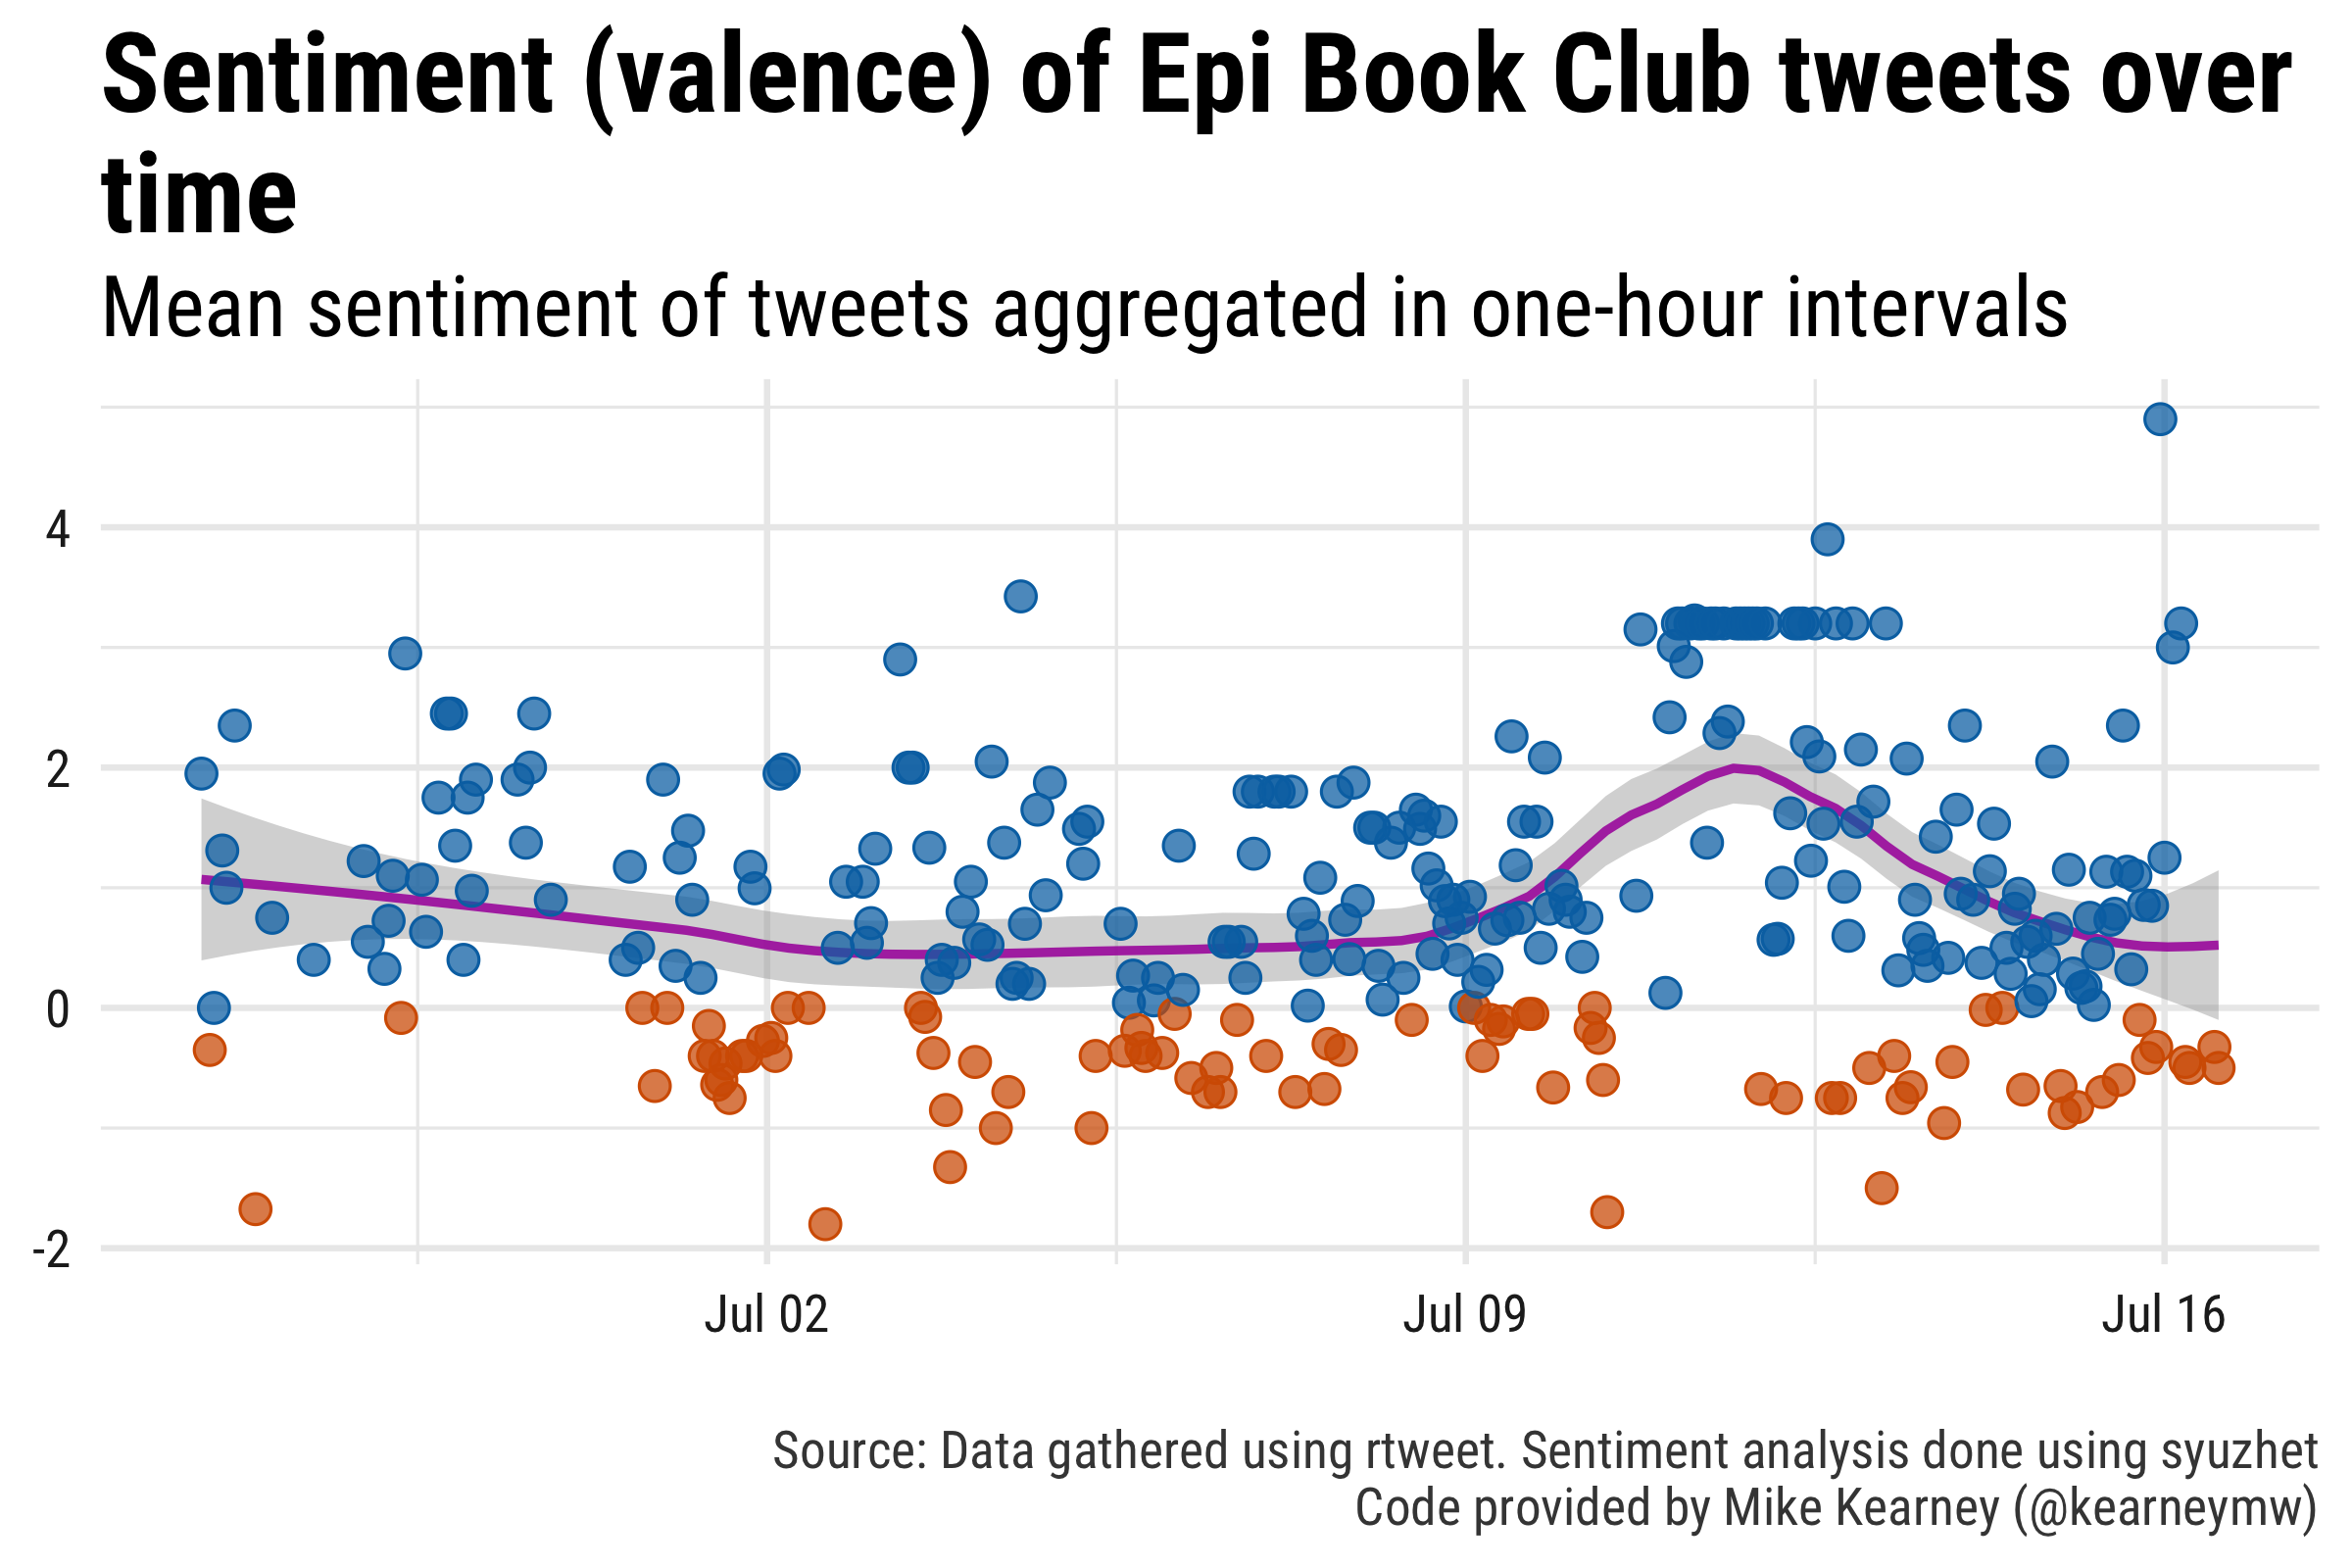 Sentiment (valence) of Epi Book Club tweets over
time
Mean sentiment of tweets aggregated in one-hour intervals
4
2
0
-2
Jul 02
Jul 09
Jul 16
Source: Data gathered using rtweet. Sentiment analysis done using syuzhet
Code provided by Mike Kearney (@kearneymw)